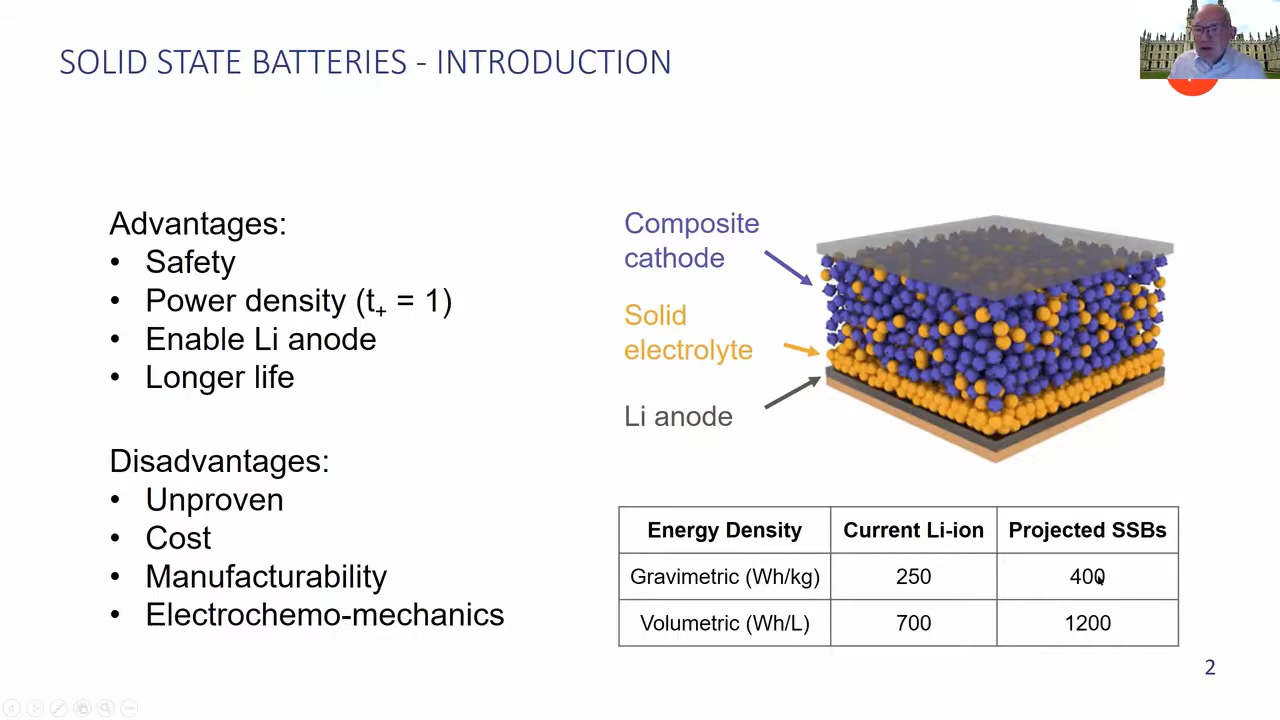 SOLID STATE BATTERIES - INTRODUCTION
Advantages:
• Safety
• Power density (t₊ = 1)
• Enable Li anode
• Longer life
Disadvantages:
• Unproven
• Cost
• Manufacturability
• Electrochemo-mechanics
Composite
cathode
Solid
electrolyte
Li anode
Energy Density Current Li-ion Projected SSBs
Gravimetric (Wh/kg) 250 400
Volumetric (Wh/L) 700 1200
2